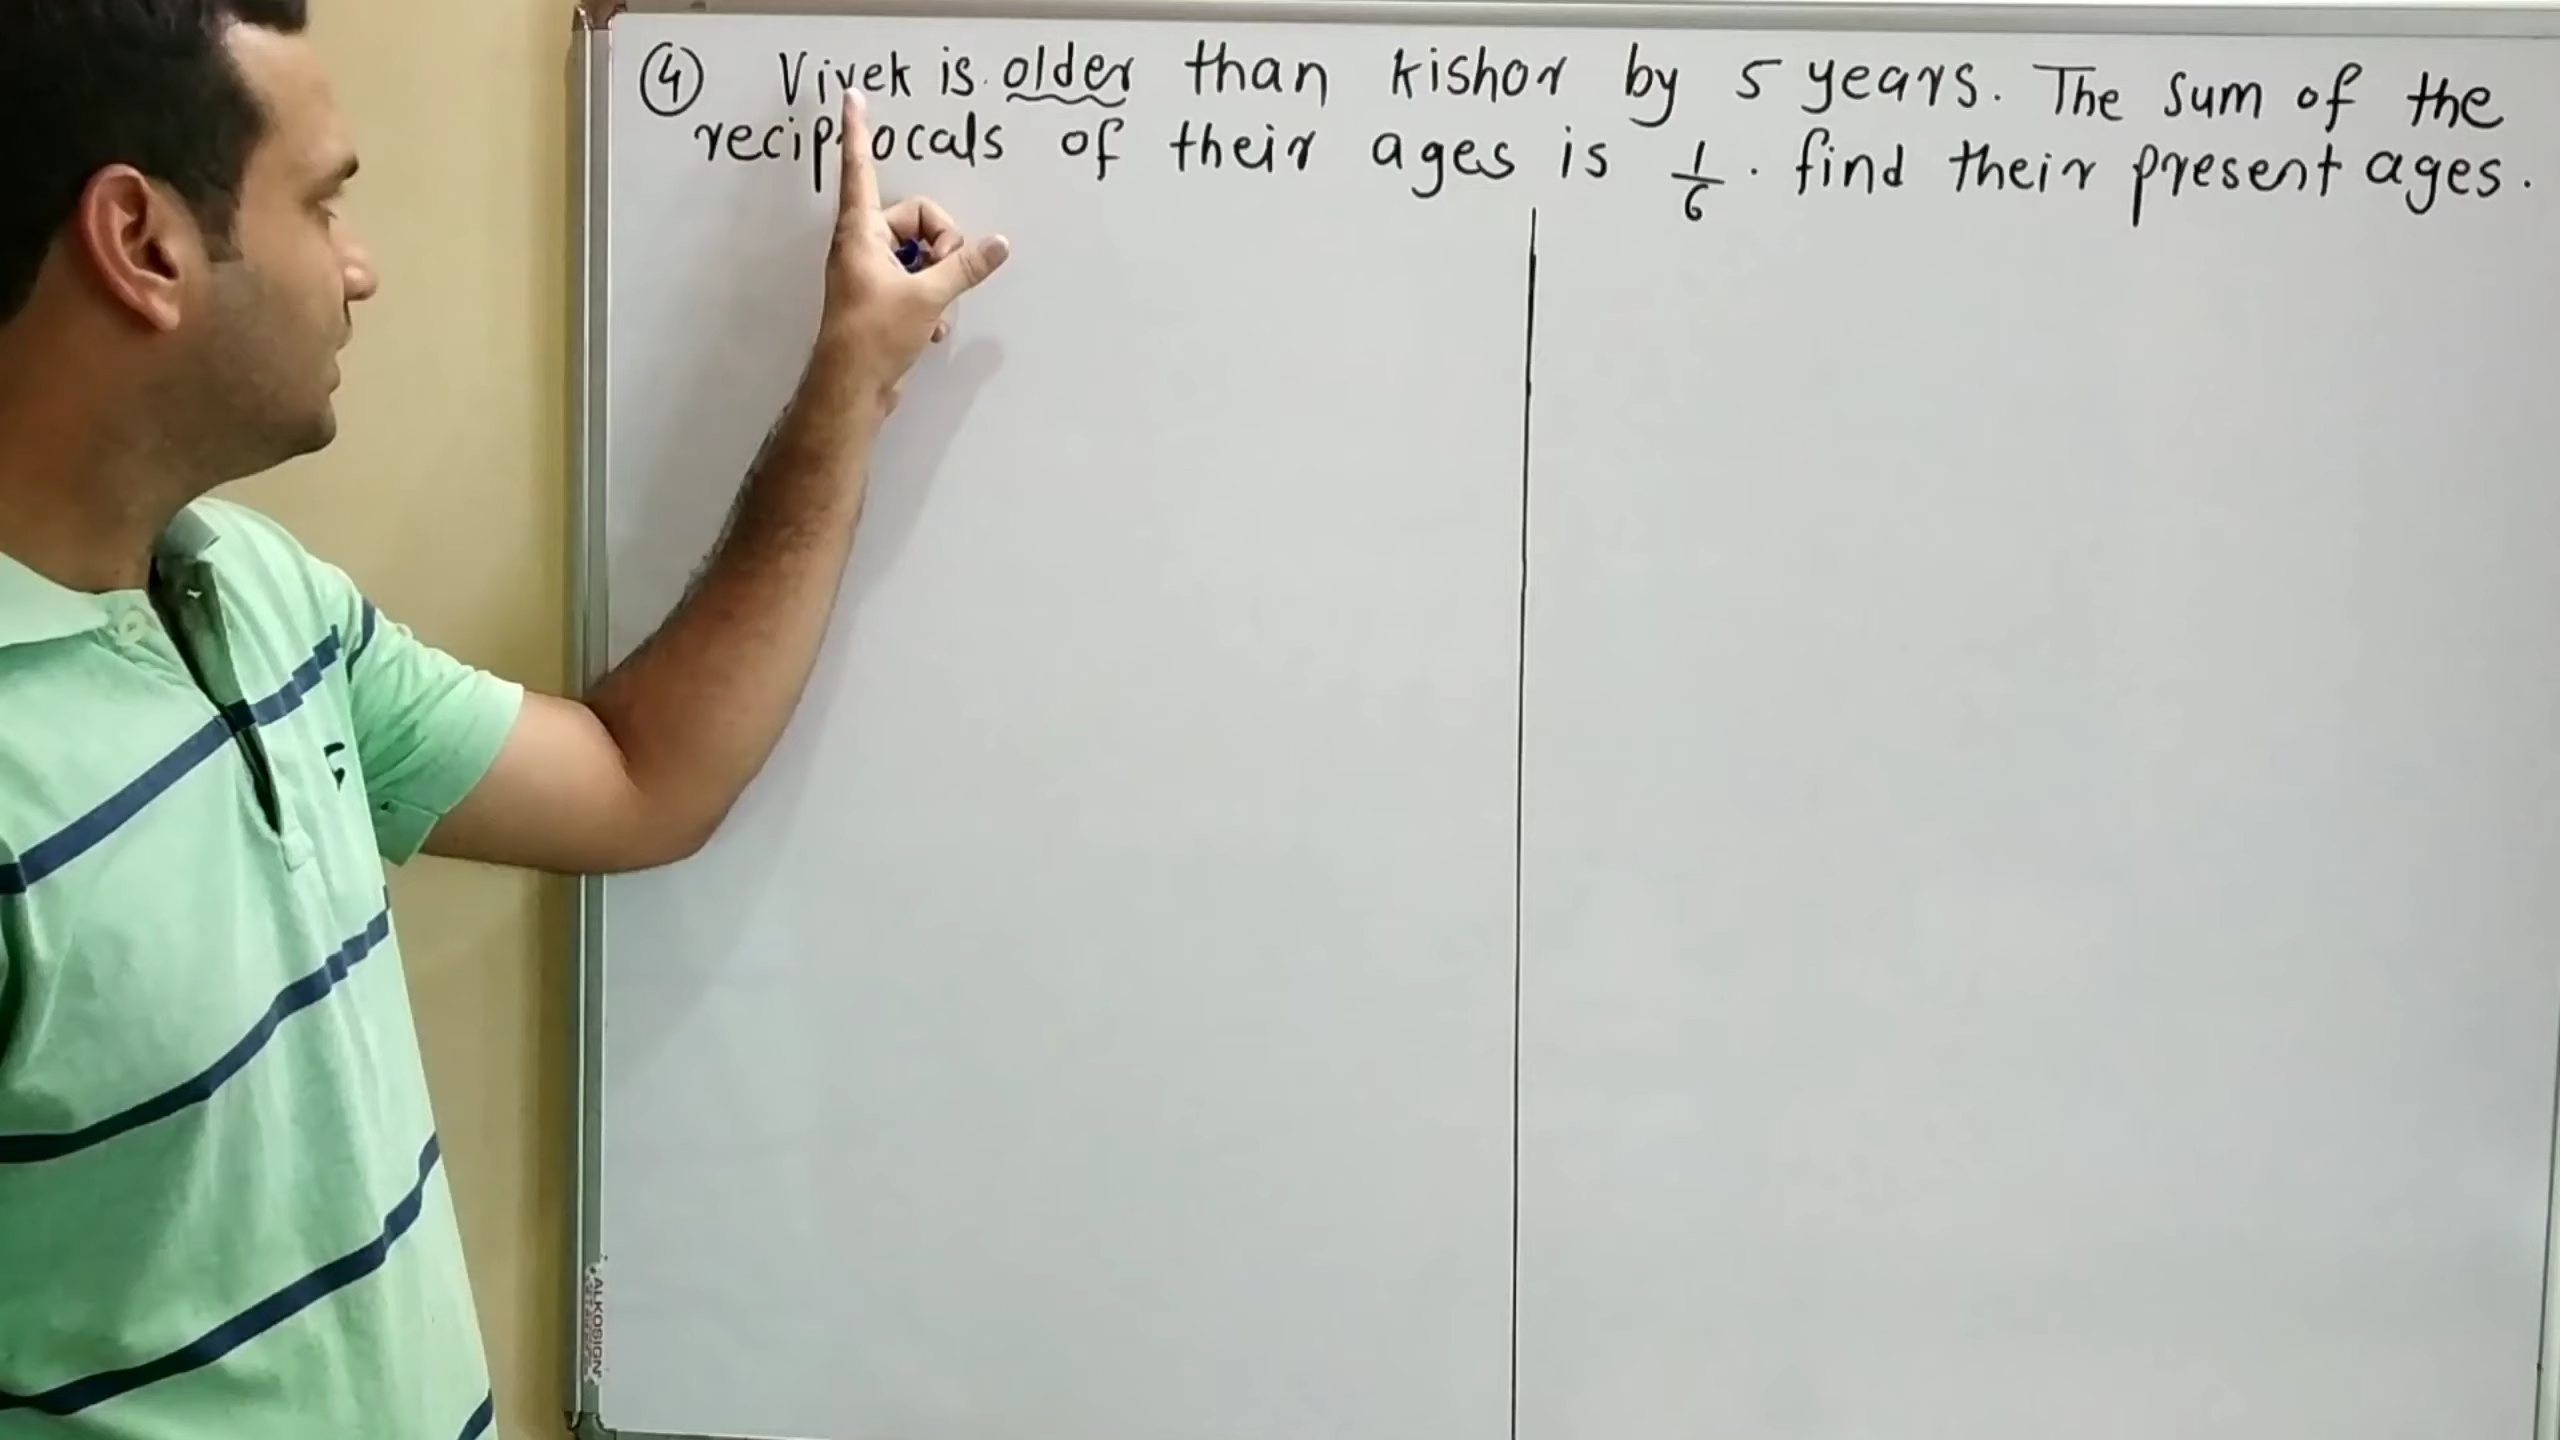 ④ Vivek is older than kishor by 5 years. The sum of the
reciprocals of their ages is 1/6. find their present ages.
ALKOSIGN